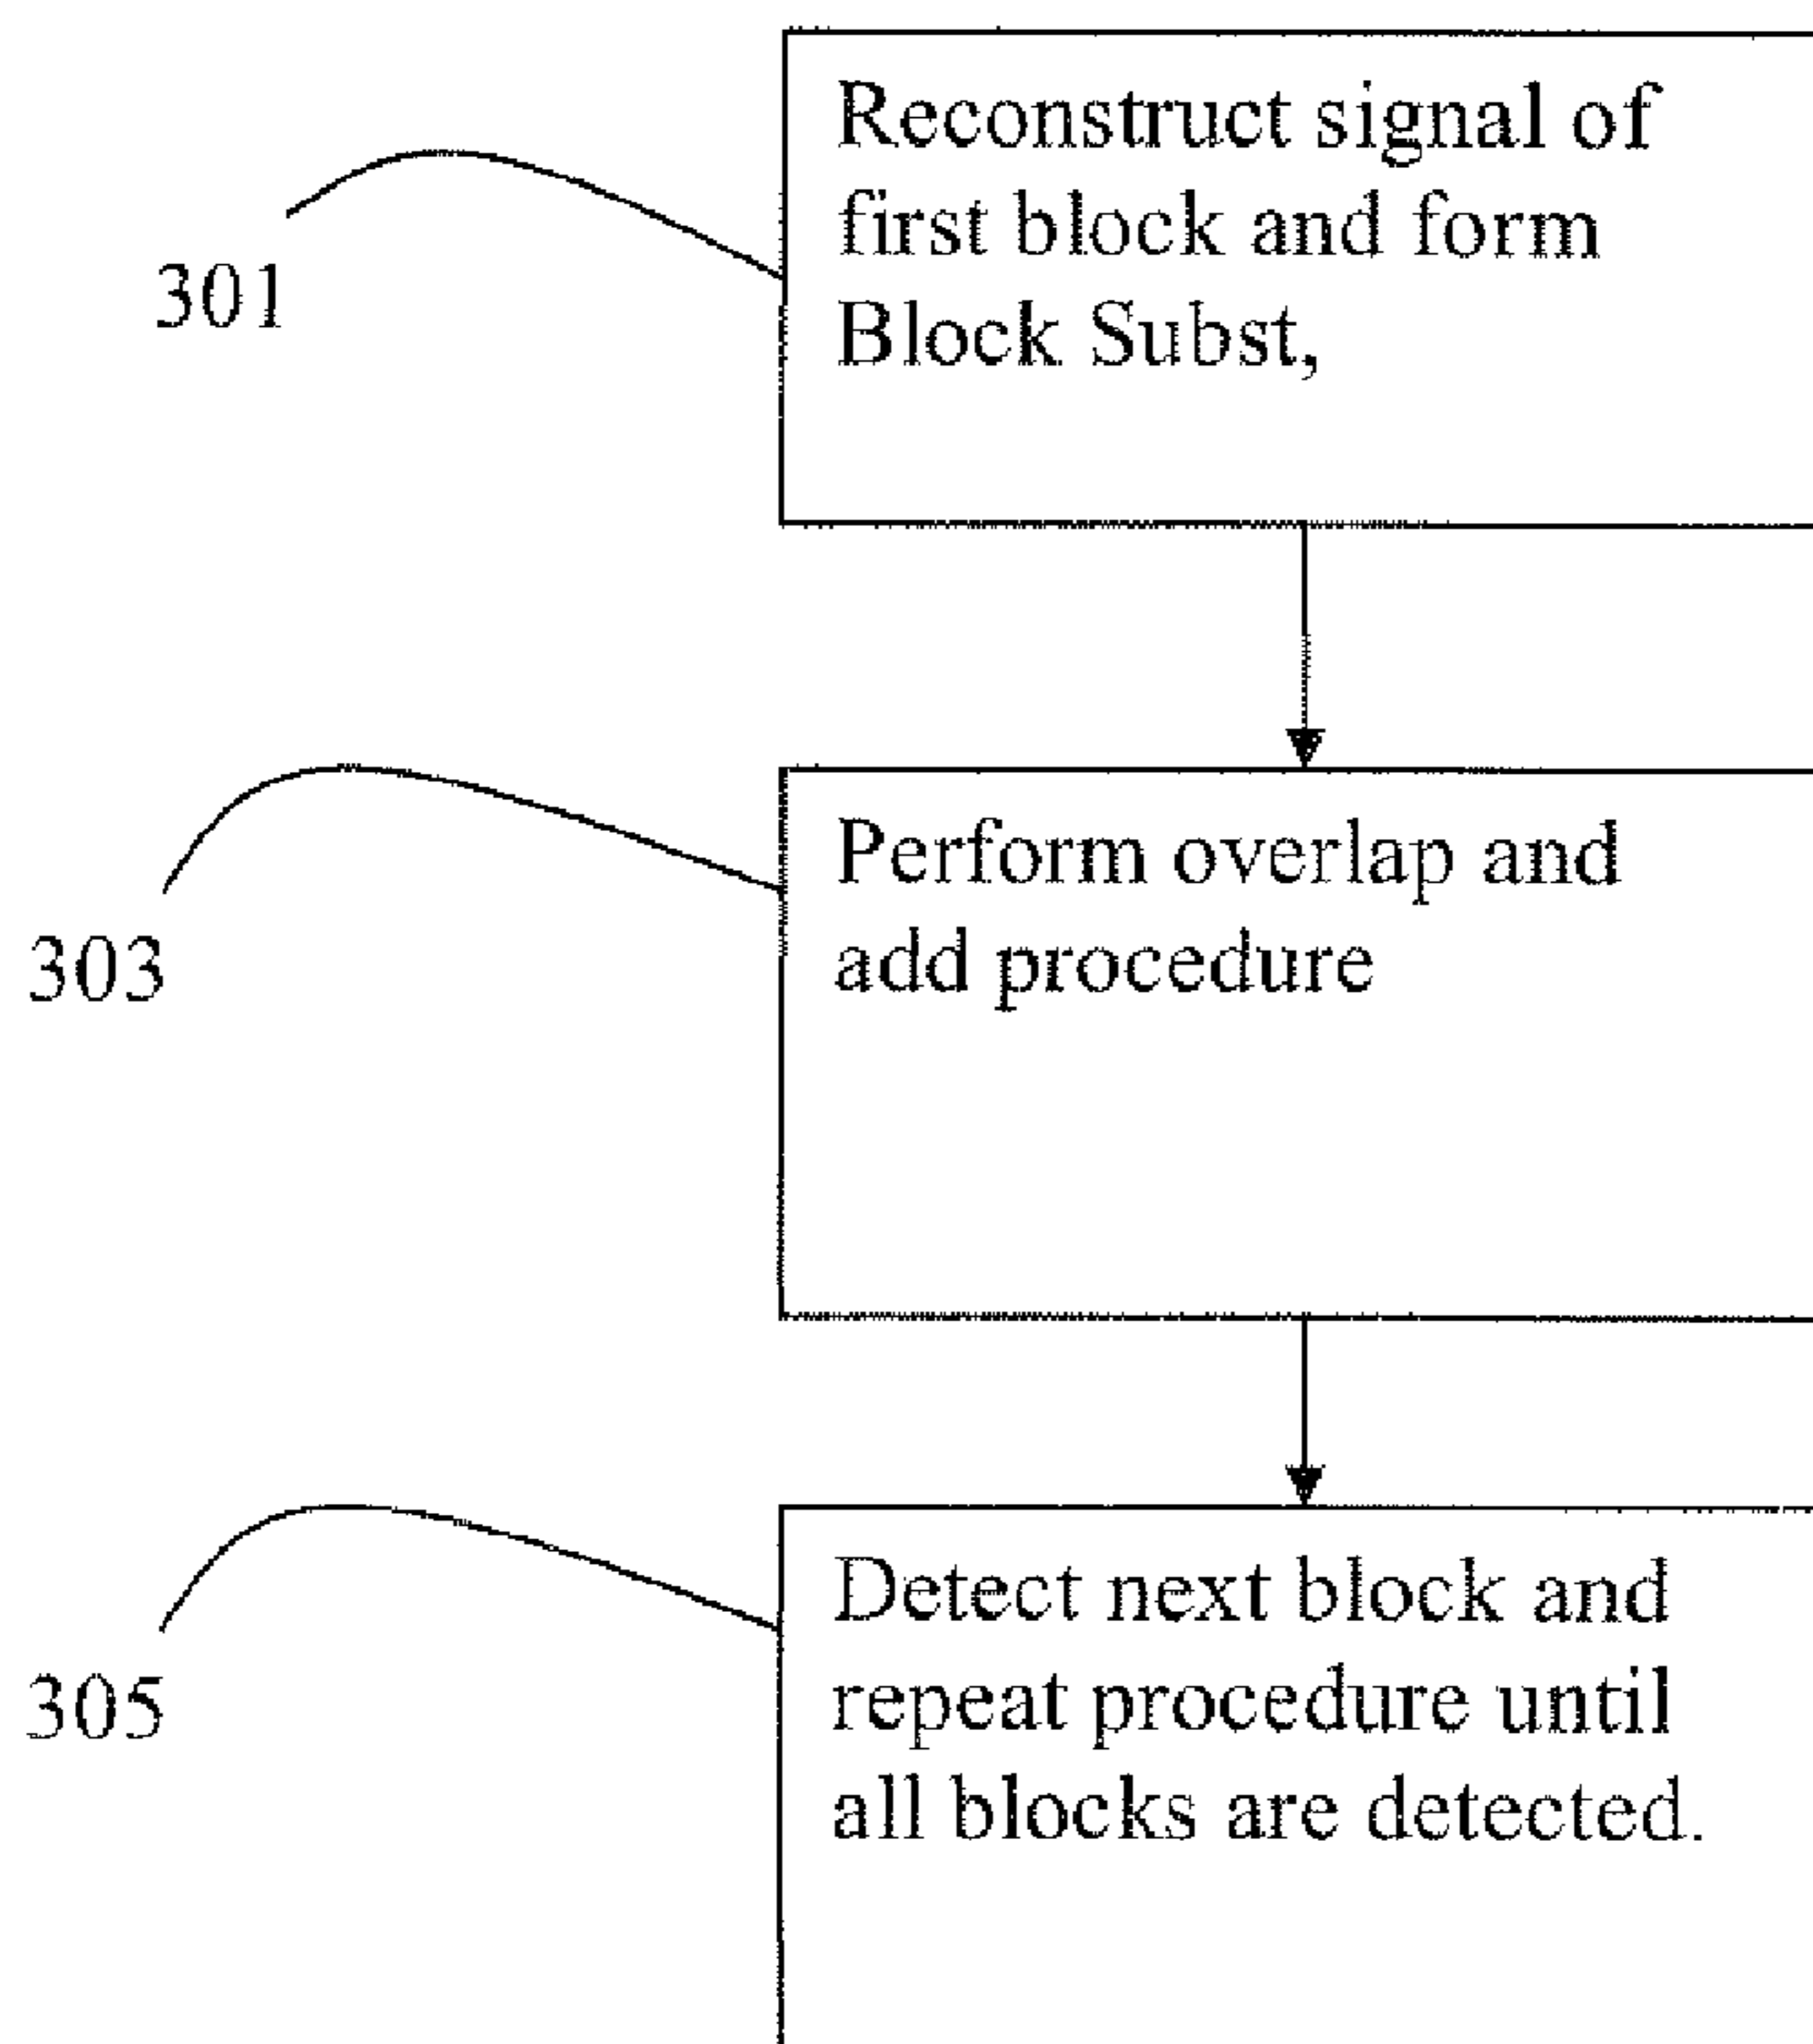 Reconstruct signal of
first block and form
Block Subst,
301
Perform overlap and
add procedure
303
Detect next block and
repeat procedure until
all blocks are detected.
305